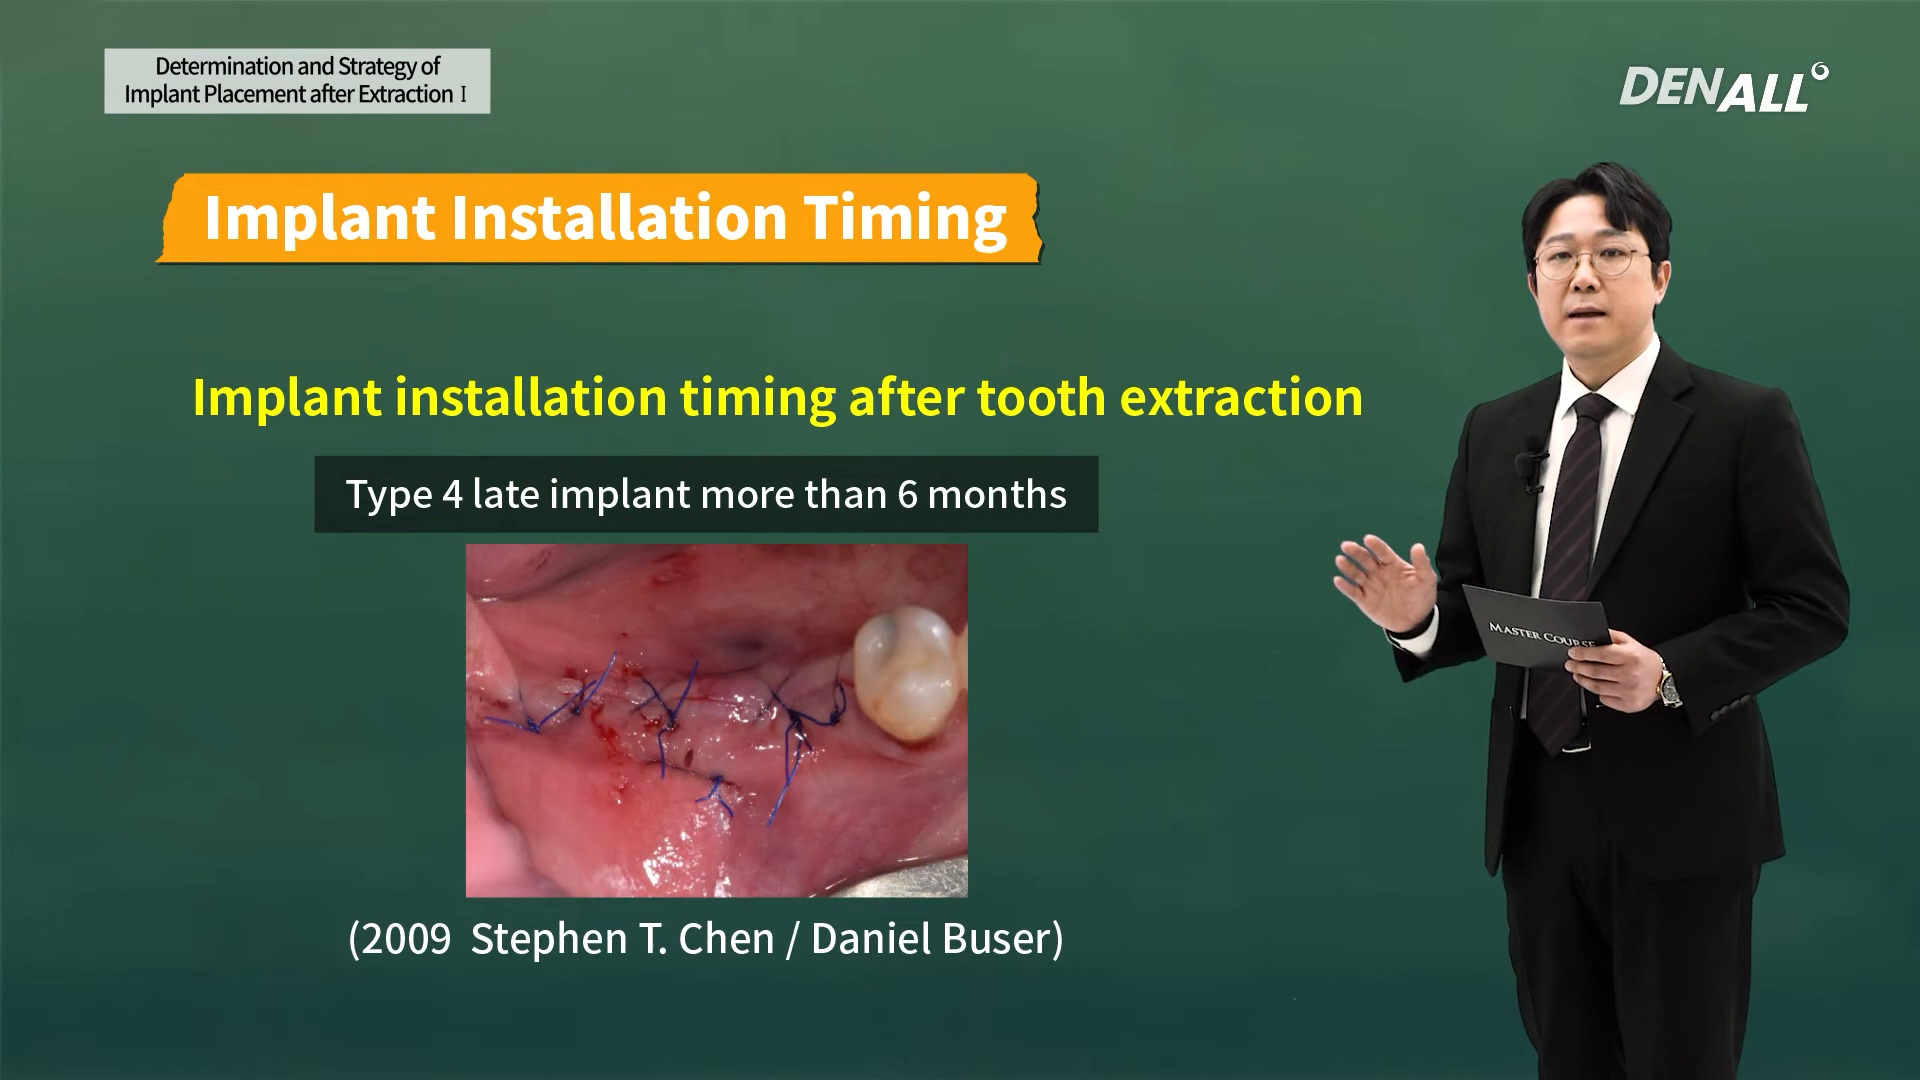 Determination and Strategy of
Implant Placement after Extraction Ⅰ
DENALL
Implant Installation Timing
Implant installation timing after tooth extraction
Type 4 late implant more than 6 months
MASTER COURSE
(2009 Stephen T. Chen / Daniel Buser)